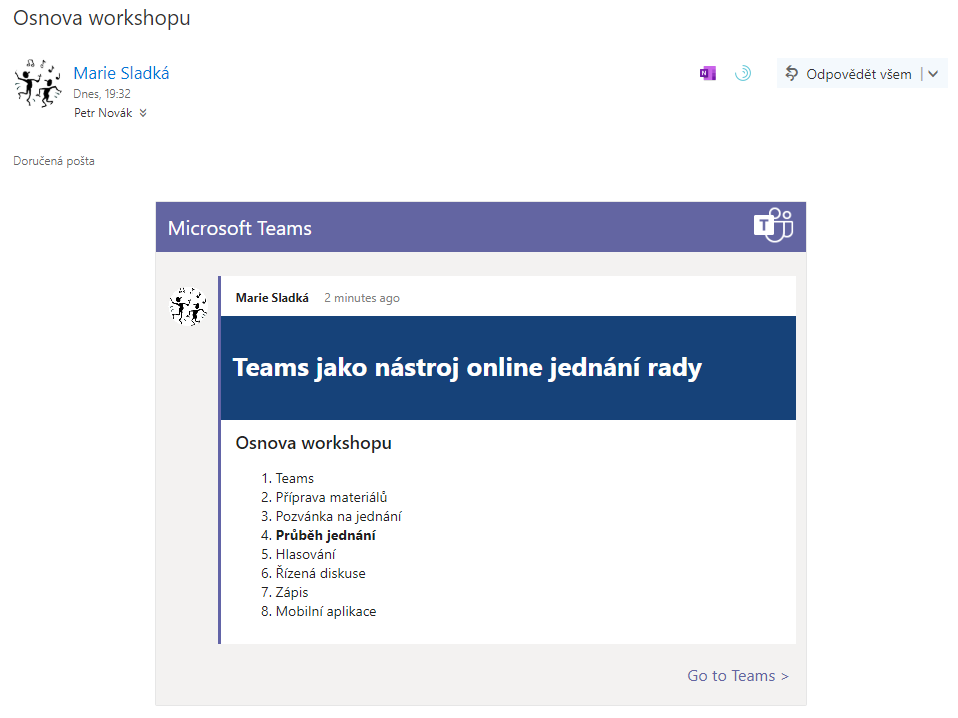 Osnova workshopu
Marie Sladká
Dnes, 19:32
Petr Novák
Odpovědět všem
Doručená pošta
Microsoft Teams
T
Marie Sladká 2 minutes ago
Teams jako nástroj online jednání rady
Osnova workshopu
1. Teams
2. Příprava materiálů
3. Pozvánka na jednání
4. Průběh jednání
5. Hlasování
6. Řízená diskuse
7. Zápis
8. Mobilní aplikace
Go to Teams >